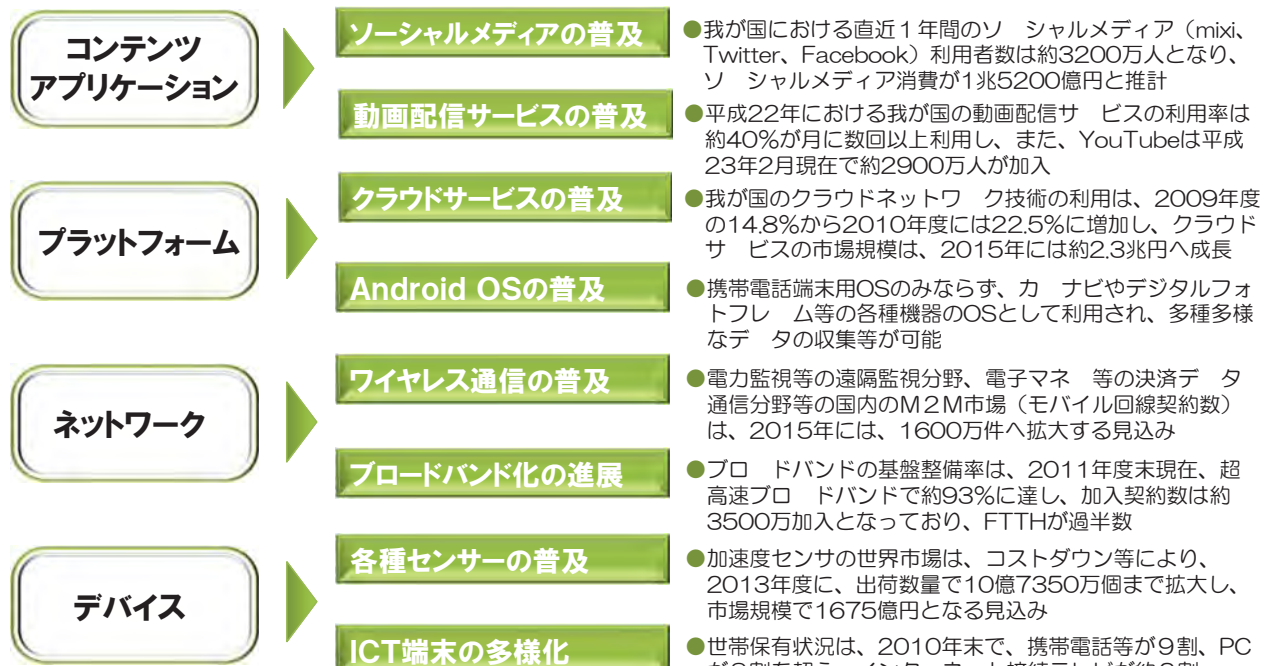 コンテンツ
アプリケーション
ソーシャルメディアの普及
●我が国における直近１年間のソ　シャルメディア（mixi、
Twitter、Facebook）利用者数は約3200万人となり、
ソ　シャルメディア消費が1兆5200億円と推計
動画配信サービスの普及
●平成22年における我が国の動画配信サ　ビスの利用率は
約40%が月に数回以上利用し、また、YouTubeは平成
23年2月現在で約2900万人が加入
プラットフォーム
クラウドサービスの普及
●我が国のクラウドネットワ　ク技術の利用は、2009年度
の14.8%から2010年度には22.5%に増加し、クラウド
サ　ビスの市場規模は、2015年には約2.3兆円へ成長
Android OSの普及
●携帯電話端末用OSのみならず、カ　ナビやデジタルフォ
トフレ　ム等の各種機器のOSとして利用され、多種多様
なデ　タの収集等が可能
ネットワーク
ワイヤレス通信の普及
●電力監視等の遠隔監視分野、電子マネ　等の決済デ　タ
通信分野等の国内のＭ２Ｍ市場（モバイル回線契約数）
は、2015年には、1600万件へ拡大する見込み
ブロードバンド化の進展
●ブロ　ドバンドの基盤整備率は、2011年度末現在、超
高速ブロ　ドバンドで約93%に達し、加入契約数は約
3500万加入となっており、FTTHが過半数
デバイス
各種センサーの普及
●加速度センサの世界市場は、コストダウン等により、
2013年度に、出荷数量で10億7350万個まで拡大し、
市場規模で1675億円となる見込み
ICT端末の多様化
●世帯保有状況は、2010年末で、携帯電話等が９割、PC